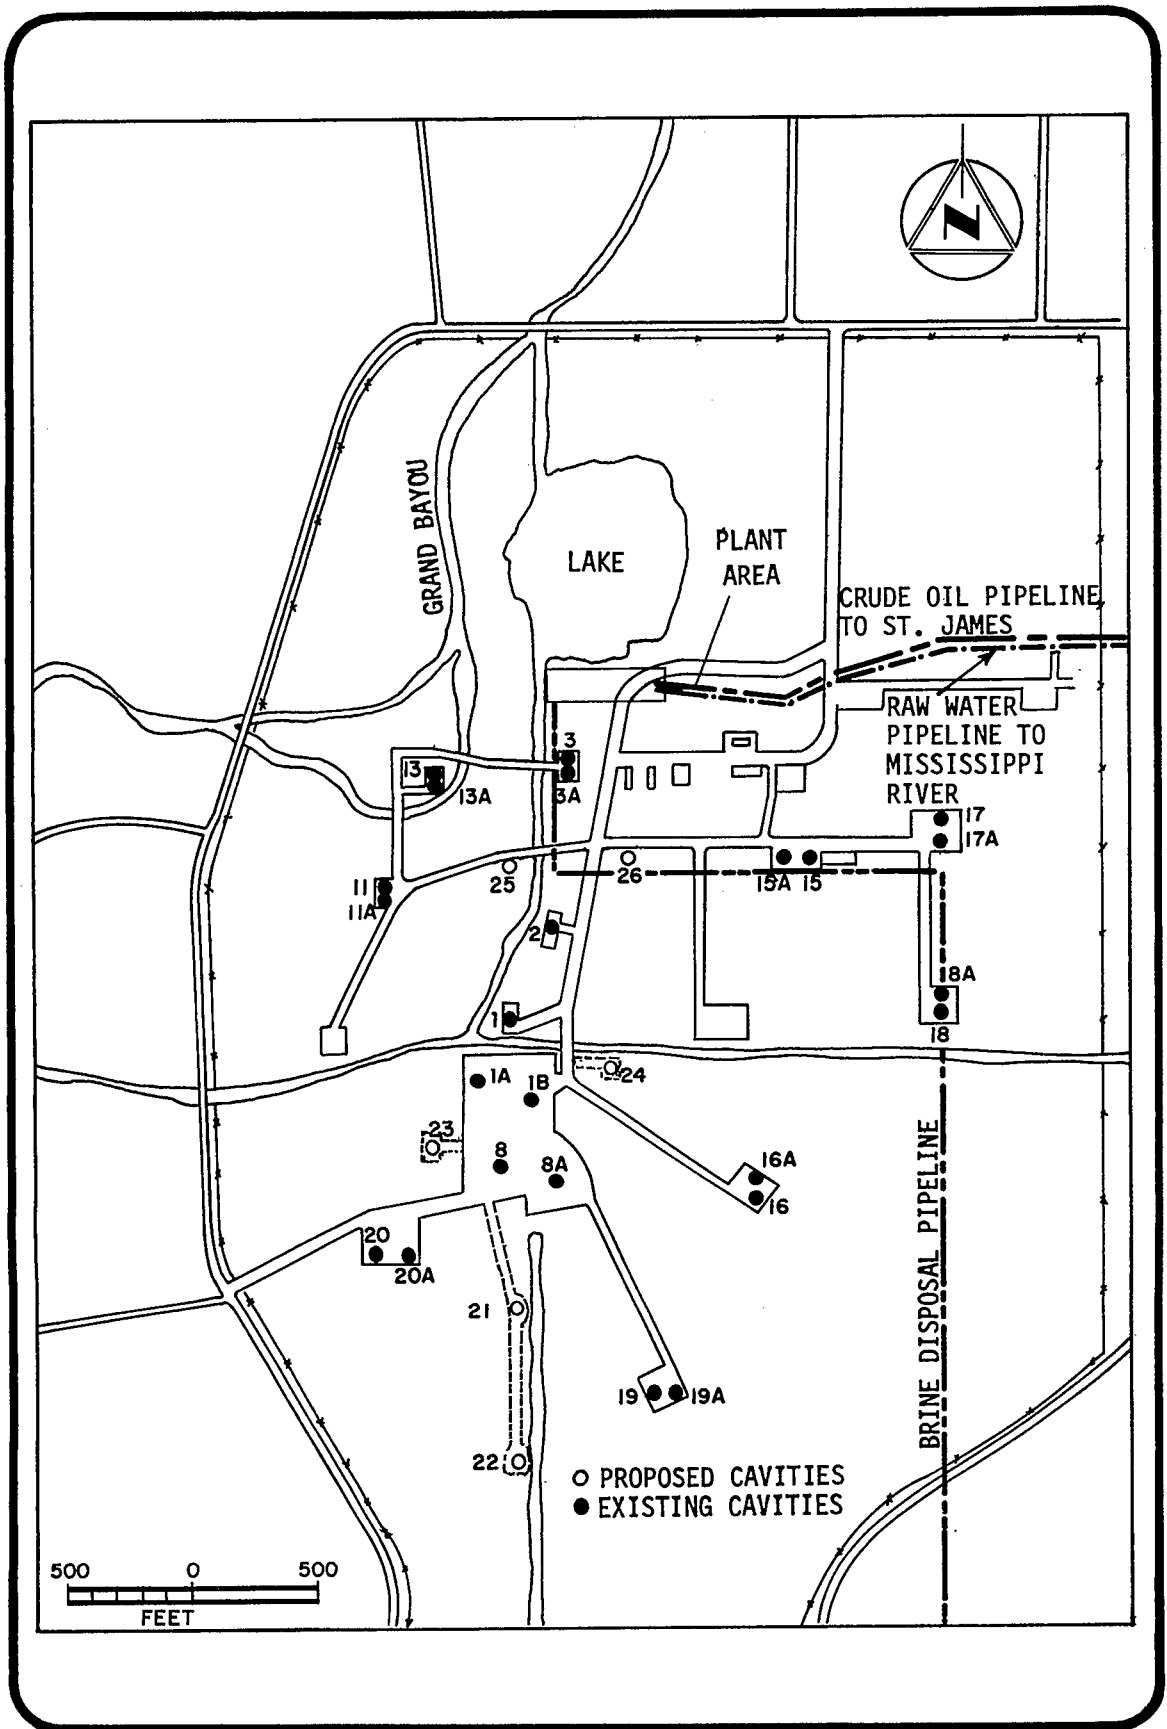 N
GRAND BAYOU
LAKE
PLANT
AREA
CRUDE OIL PIPELINE
TO ST. JAMES
RAW WATER
PIPELINE TO
MISSISSIPPI
RIVER
3
3A
13
13A
17
17A
25
26
15A 15
11
11A
2
8A
18
1
1A
1B
24
23
8
8A
16A
16
20
20A
21
19
19A
22
BRINE DISPOSAL PIPELINE
PROPOSED CAVITIES
EXISTING CAVITIES
500 0 500
FEET